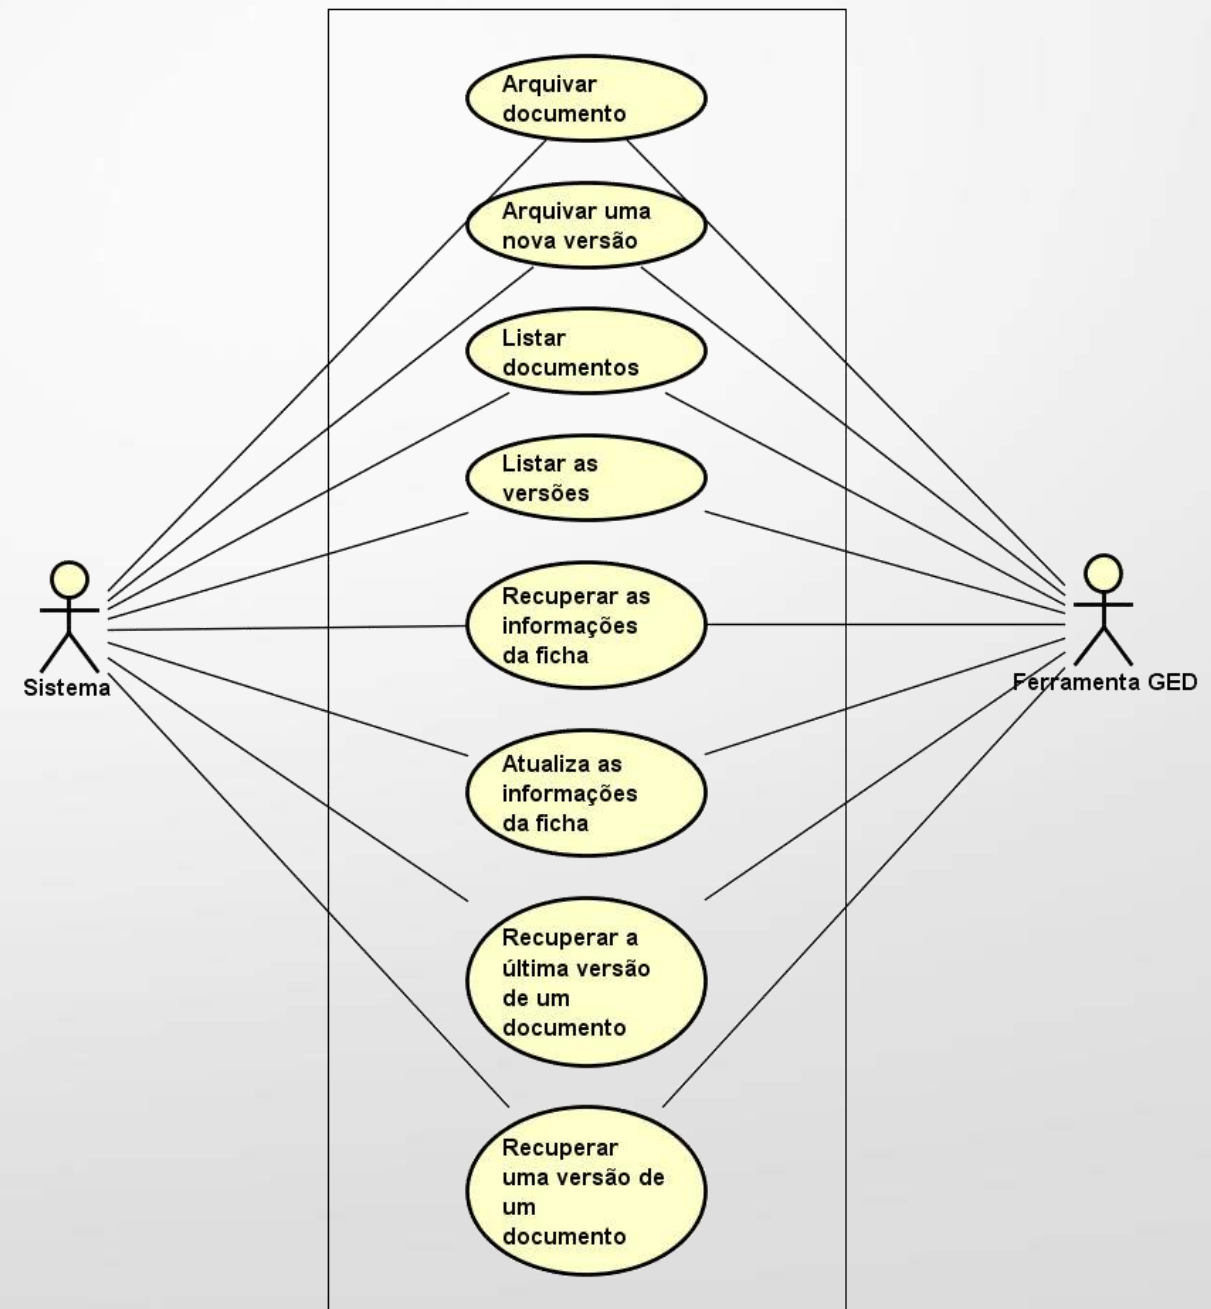 Arquivar
documento
Arquivar uma
nova versão
Listar
documentos
Listar as
versões
Recuperar as
informações
da ficha
Sistema
Ferramenta GED
Atualiza as
informações
da ficha
Recuperar a
última versão
de um
documento
Recuperar
uma versão de
um
documento